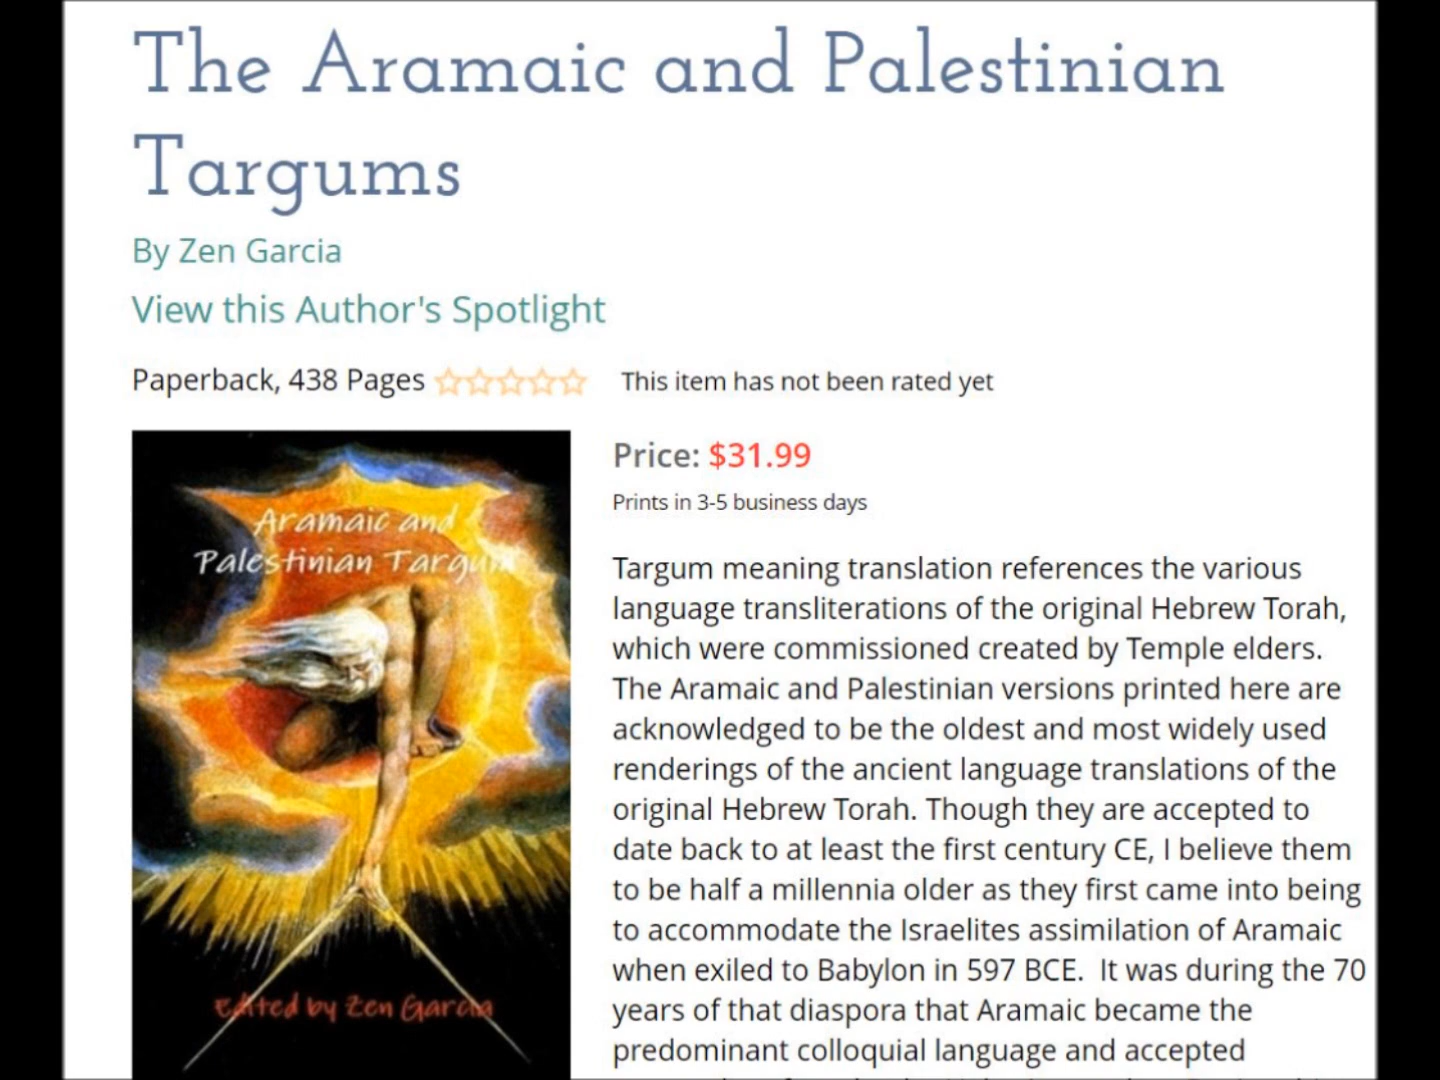 The Aramaic and Palestinian
Targums
By Zen Garcia
View this Author's Spotlight
Paperback, 438 Pages
This item has not been rated yet
Aramaic and
Palestinian Targum
Edited by Zen Garcia
Price: $31.99
Prints in 3-5 business days
Targum meaning translation references the various
language transliterations of the original Hebrew Torah,
which were commissioned created by Temple elders.
The Aramaic and Palestinian versions printed here are
acknowledged to be the oldest and most widely used
renderings of the ancient language translations of the
original Hebrew Torah. Though they are accepted to
date back to at least the first century CE, I believe them
to be half a millennia older as they first came into being
to accommodate the Israelites assimilation of Aramaic
when exiled to Babylon in 597 BCE.  It was during the 70
years of that diaspora that Aramaic became the
predominant colloquial language and accepted